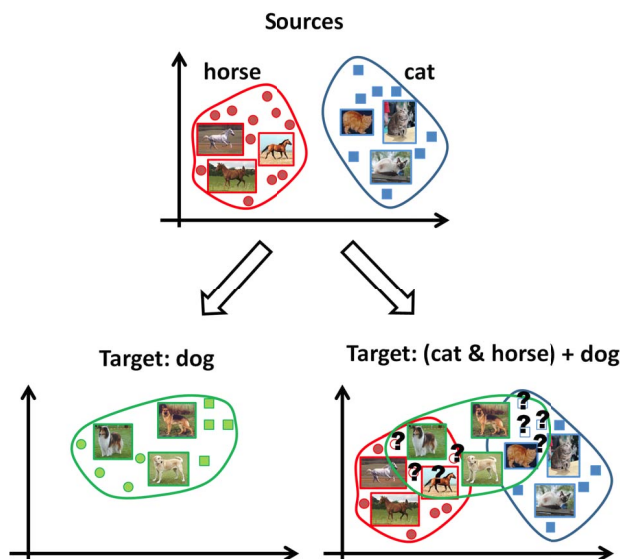 Sources
horse
cat
Target: dog
Target: (cat & horse) + dog
?
?
?
?
?
?
?